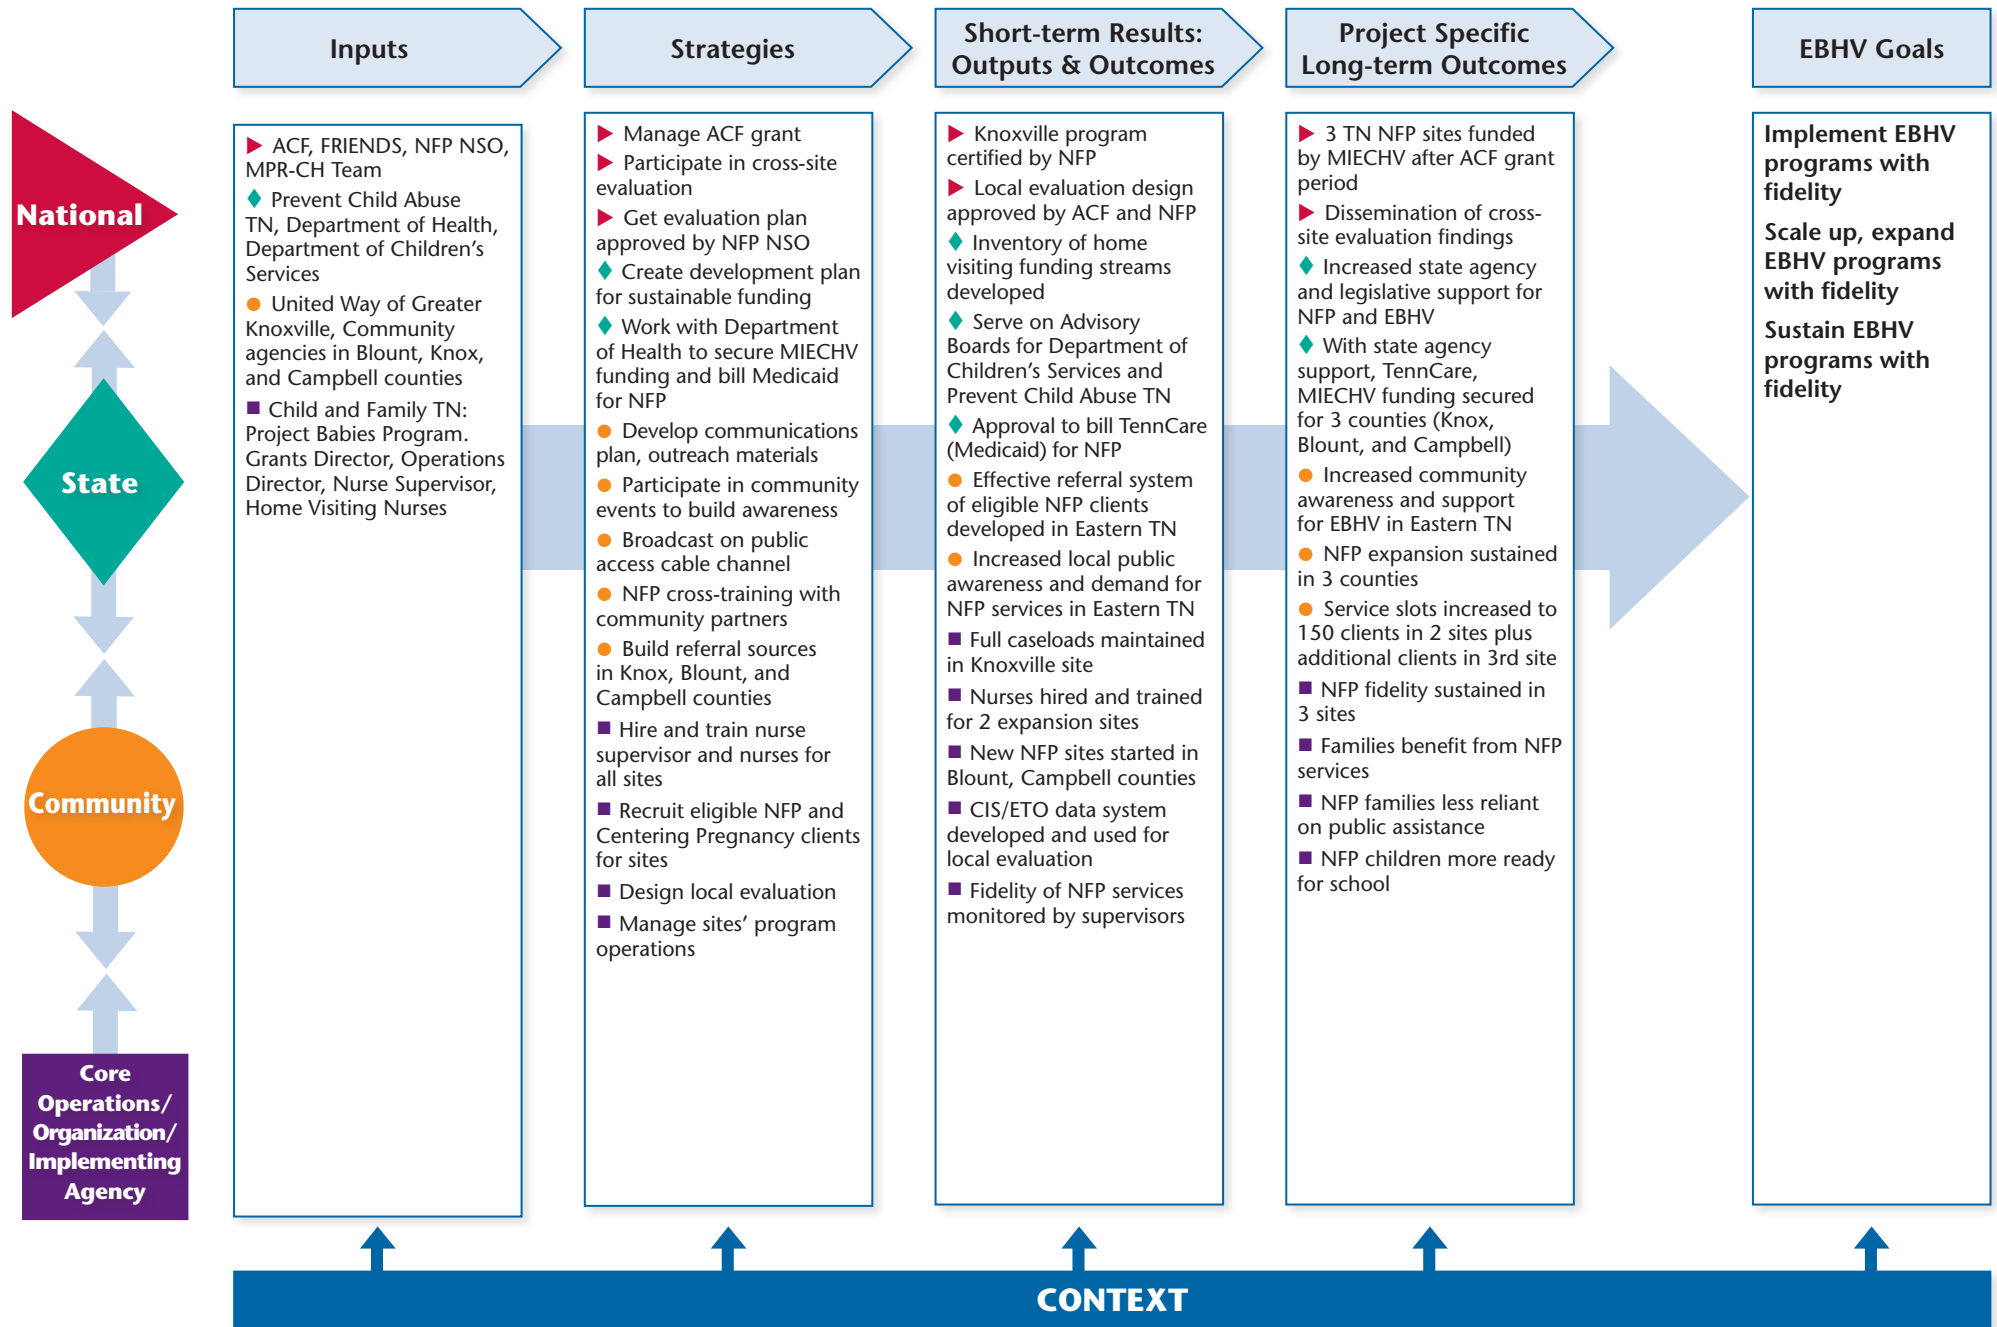 Inputs
Strategies
Short-term Results:
Outputs & Outcomes
Project Specific
Long-term Outcomes
EBHV Goals
National
State
Community
Core
Operations/
Organization/
Implementing
Agency
ACF, FRIENDS, NFP NSO,
MPR-CH Team
Prevent Child Abuse
TN, Department of Health,
Department of Children's
Services
United Way of Greater
Knoxville, Community
agencies in Blount, Knox,
and Campbell counties
Child and Family TN:
Project Babies Program.
Grants Director, Operations
Director, Nurse Supervisor,
Home Visiting Nurses
Manage ACF grant
Participate in cross-site
evaluation
Get evaluation plan
approved by NFP NSO
Create development plan
for sustainable funding
Work with Department
of Health to secure MIECHV
funding and bill Medicaid
for NFP
Develop communications
plan, outreach materials
Participate in community
events to build awareness
Broadcast on public
access cable channel
NFP cross-training with
community partners
Build referral sources
in Knox, Blount, and
Campbell counties
Hire and train nurse
supervisor and nurses for
all sites
Recruit eligible NFP and
Centering Pregnancy clients
for sites
Design local evaluation
Manage sites' program
operations
Knoxville program
certified by NFP
Local evaluation design
approved by ACF and NFP
Inventory of home
visiting funding streams
developed
Serve on Advisory
Boards for Department of
Children's Services and
Prevent Child Abuse TN
Approval to bill TennCare
(Medicaid) for NFP
Effective referral system
of eligible NFP clients
developed in Eastern TN
Increased local public
awareness and demand for
NFP services in Eastern TN
Full caseloads maintained
in Knoxville site
Nurses hired and trained
for 2 expansion sites
New NFP sites started in
Blount, Campbell counties
CIS/ETO data system
developed and used for
local evaluation
Fidelity of NFP services
monitored by supervisors
3 TN NFP sites funded
by MIECHV after ACF grant
period
Dissemination of cross-
site evaluation findings
Increased state agency
and legislative support for
NFP and EBHV
With state agency
support, TennCare,
MIECHV funding secured
for 3 counties (Knox,
Blount, and Campbell)
Increased community
awareness and support
for EBHV in Eastern TN
NFP expansion sustained
in 3 counties
Service slots increased to
150 clients in 2 sites plus
additional clients in 3rd site
NFP fidelity sustained in
3 sites
Families benefit from NFP
services
NFP families less reliant
on public assistance
NFP children more ready
for school
Implement EBHV
programs with
fidelity
Scale up, expand
EBHV programs
with fidelity
Sustain EBHV
programs with
fidelity
CONTEXT